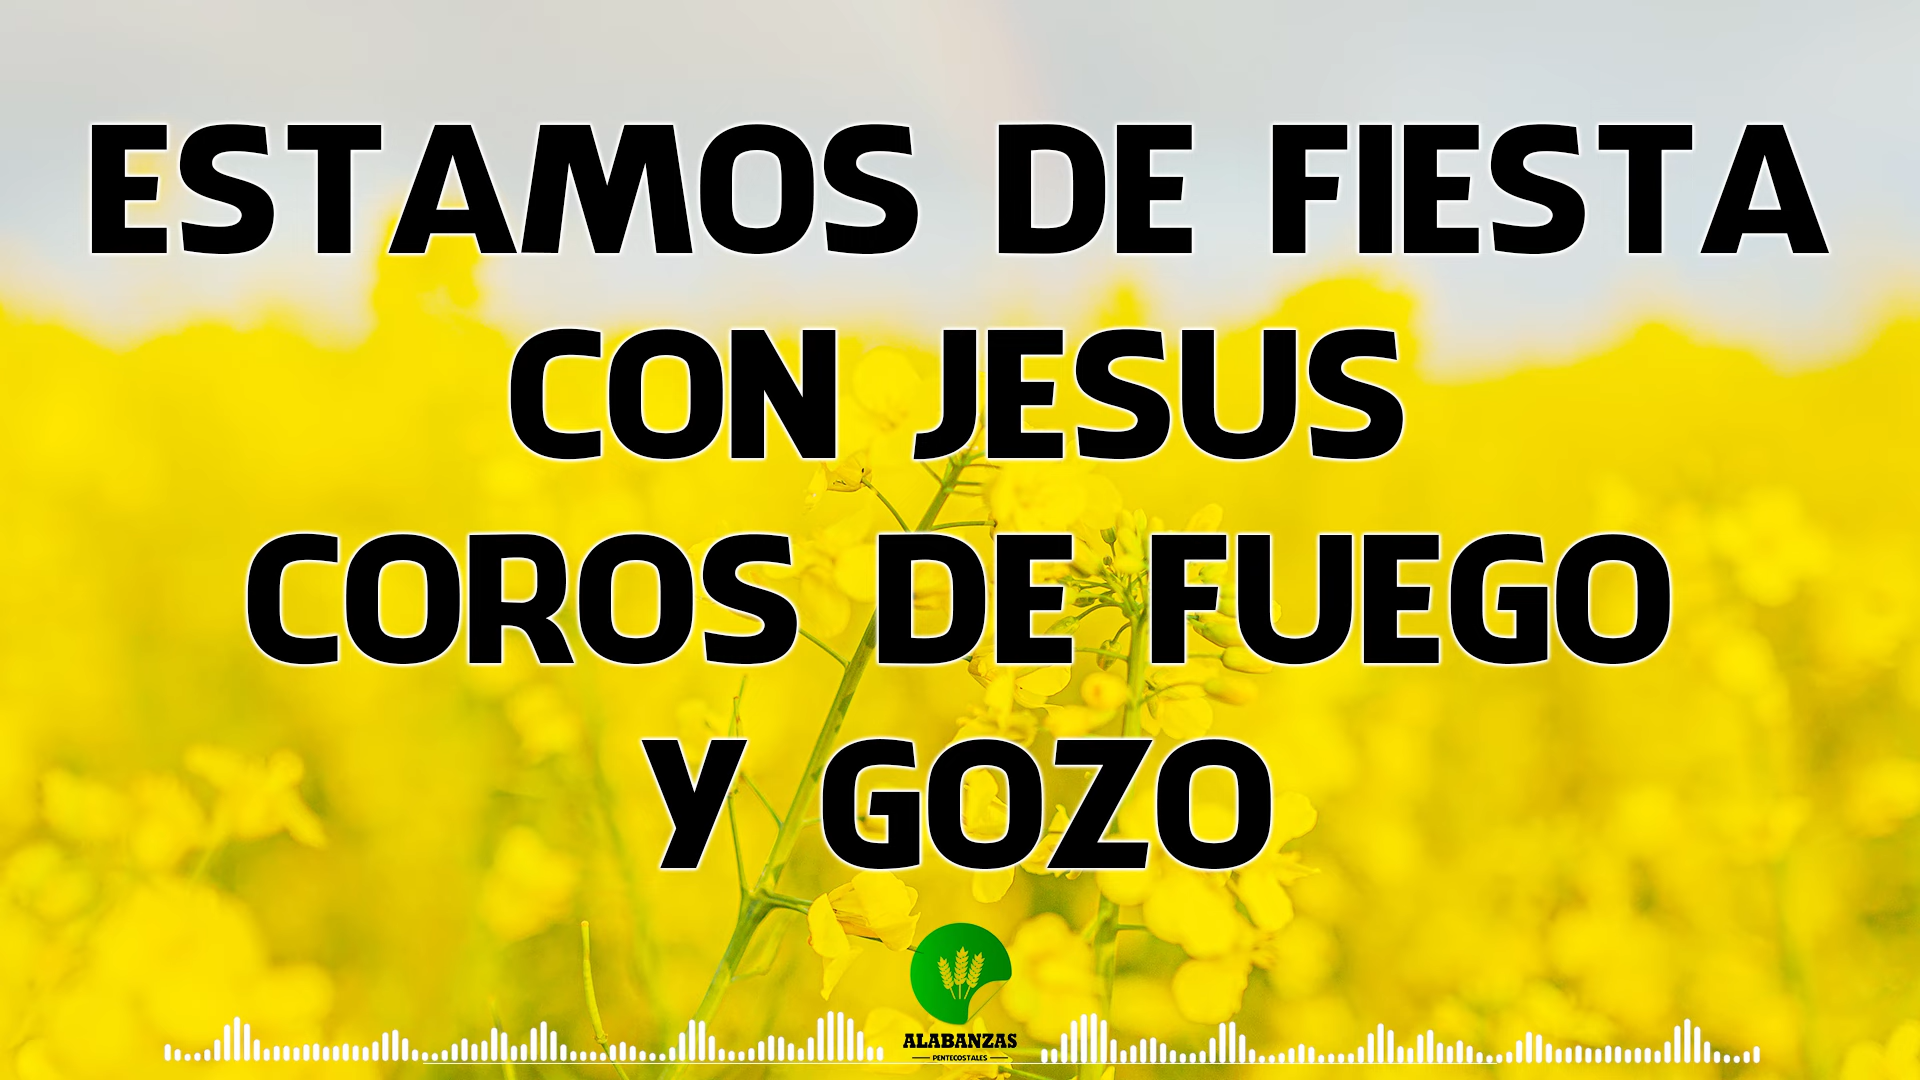 ESTAMOS DE FIESTA
CON JESUS
COROS DE FUEGO
Y GOZO
ALABANZAS
PENTECOSTALES